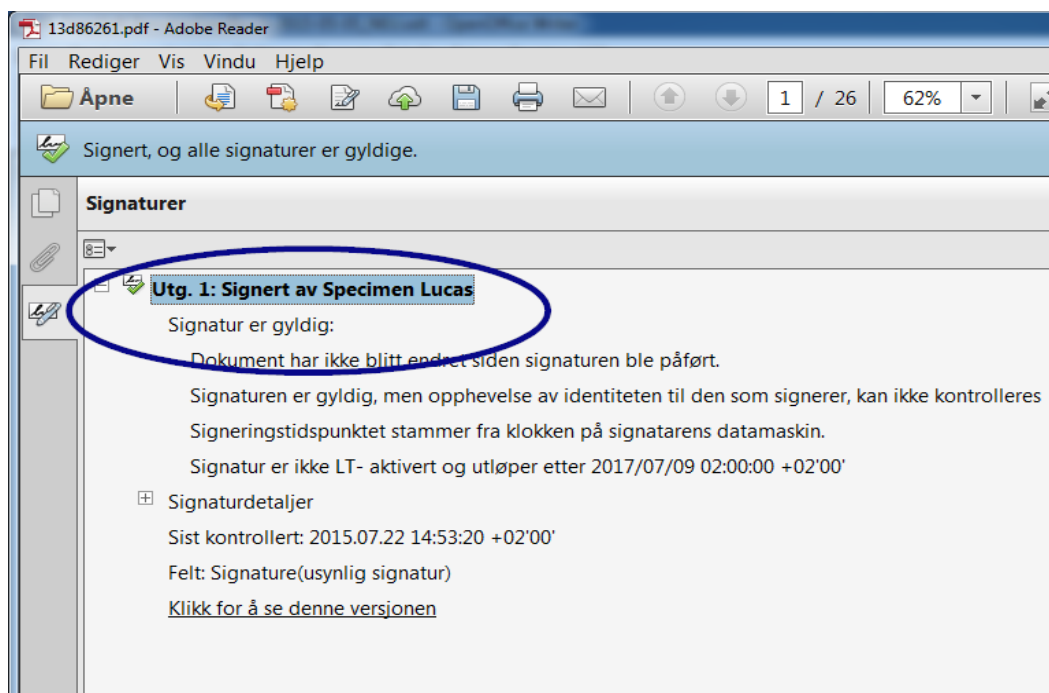 13d86261.pdf - Adobe Reader
Fil Rediger Vis Vindu Hjelp
Åpne 1 / 26 62%
Signert, og alle signaturer er gyldige.
Signaturer
Utg. 1: Signert av Specimen Lucas
Signatur er gyldig:
Dokument har ikke blitt endret siden signaturen ble påført.
Signaturen er gyldig, men opphevelse av identiteten til den som signerer, kan ikke kontrolleres
Signeringstidspunktet stammer fra klokken på signatarens datamaskin.
Signatur er ikke LT- aktivert og utløper etter 2017/07/09 02:00:00 +02'00'
Signaturdetaljer
Sist kontrollert: 2015.07.22 14:53:20 +02'00'
Felt: Signature(usynlig signatur)
Klikk for å se denne versjonen